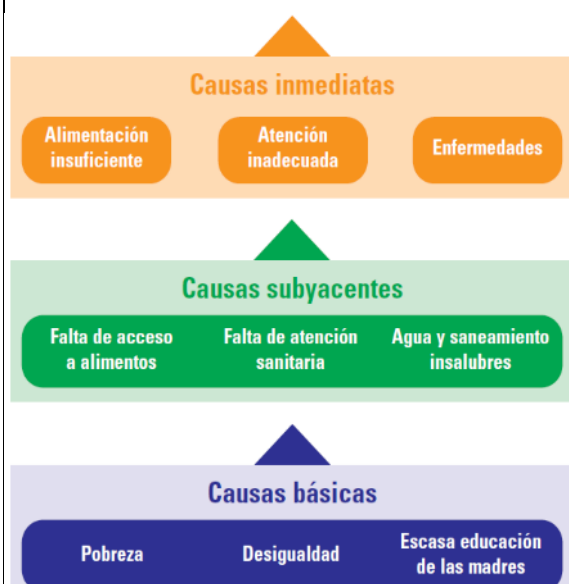 Causas inmediatas
Alimentación
insuficiente
Atención
inadecuada
Enfermedades
Causas subyacentes
Falta de acceso
a alimentos
Falta de atención
sanitaria
Agua y saneamiento
insalubres
Causas básicas
Pobreza
Desigualdad
Escasa educación
de las madres